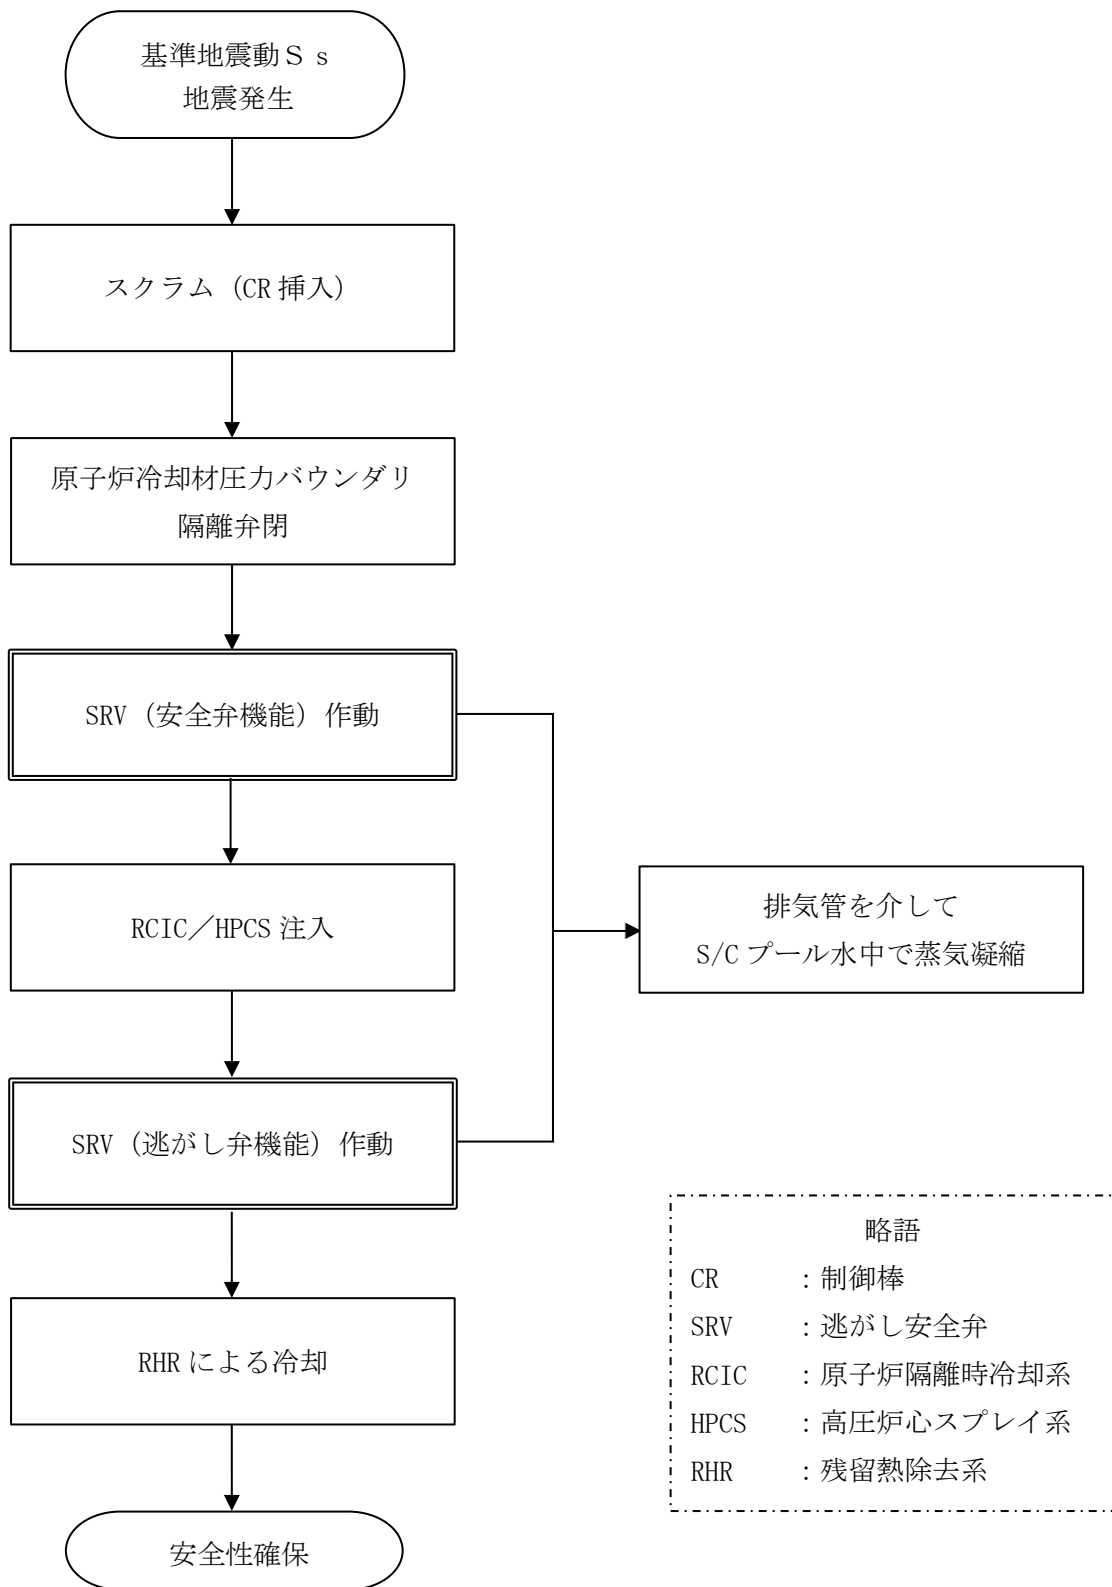 基準地震動Ｓｓ
地震発生
スクラム（CR 挿入）
原子炉冷却材圧力バウンダリ
隔離弁閉
SRV（安全弁機能）作動
RCIC／HPCS 注入
排気管を介して
S/C プール水中で蒸気凝縮
SRV（逃がし弁機能）作動
RHR による冷却
安全性確保
略語
CR ：制御棒
SRV ：逃がし安全弁
RCIC ：原子炉隔離時冷却系
HPCS ：高圧炉心スプレイ系
RHR ：残留熱除去系